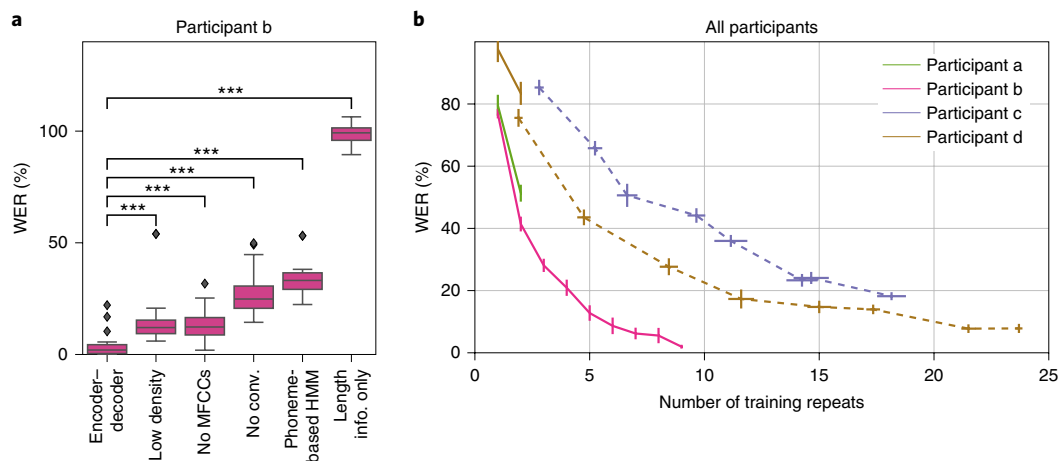 a
Participant b
WER (%)
100
50
0
***
***
***
***
***
Encoder–
decoder
Low density
No MFCCs
No conv.
Phoneme-
based HMM
Length
info. only
b
All participants
WER (%)
80
60
40
20
0
0
5
10
15
20
25
Number of training repeats
Participant a
Participant b
Participant c
Participant d